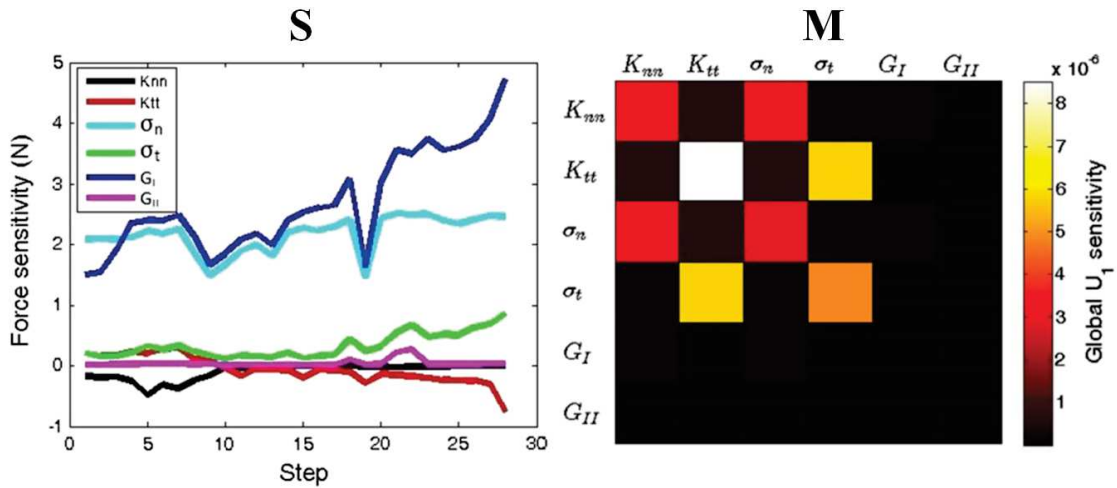 S
Force sensitivity (N)
5
4
3
2
1
0
-1
Knn
Ktt
σn
σt
GI
GII
0 5 10 15 20 25 30
Step
M
Knn Ktt σn σt GI GII
Knn
Ktt
σn
σt
GI
GII
x 10-6
8
7
6
5
4
3
2
1
0
Global U1 sensitivity